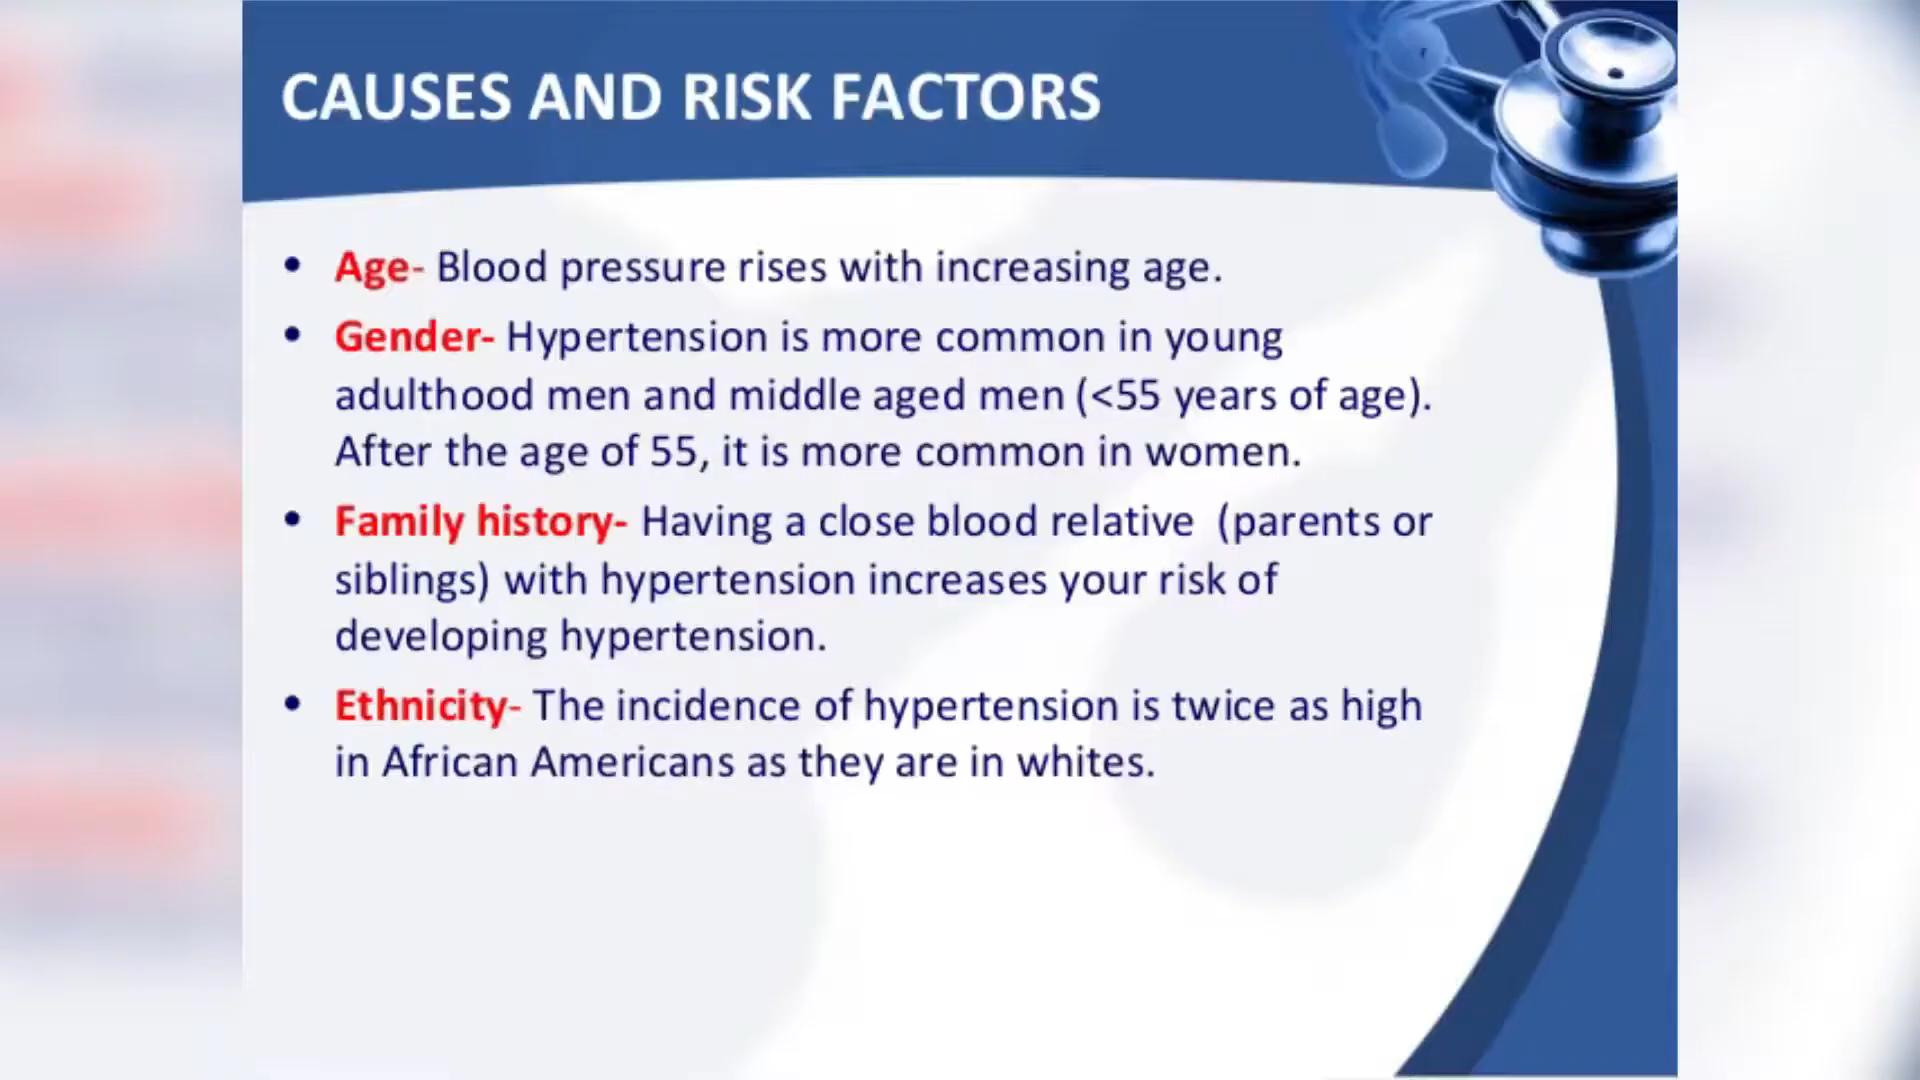 CAUSES AND RISK FACTORS
• Age- Blood pressure rises with increasing age.
• Gender- Hypertension is more common in young
adulthood men and middle aged men (<55 years of age).
After the age of 55, it is more common in women.
• Family history- Having a close blood relative (parents or
siblings) with hypertension increases your risk of
developing hypertension.
• Ethnicity- The incidence of hypertension is twice as high
in African Americans as they are in whites.